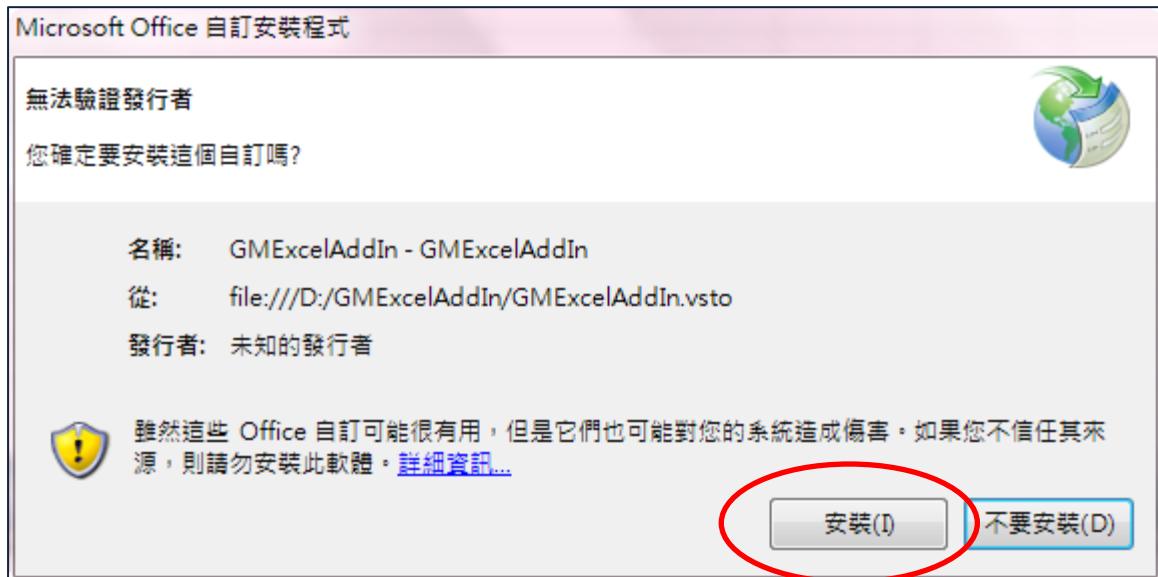 Microsoft Office 自訂安裝程式
無法驗證發行者
您確定要安裝這個自訂嗎?
名稱: GMExcelAddIn - GMExcelAddIn
從: file:///D:/GMExcelAddIn/GMExcelAddIn.vsto
發行者: 未知的發行者
雖然這些 Office 自訂可能很有用，但是它們也可能對您的系統造成傷害。如果您不信任其來
源，則請勿安裝此軟體。詳細資訊...
安裝(I) 不要安裝(D)